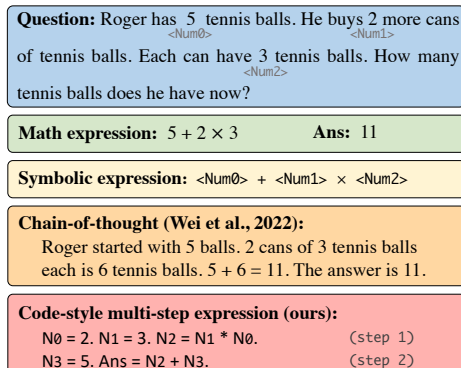 Question: Roger has 5 tennis balls. He buys 2 more cans
<Num0> <Num1>
of tennis balls. Each can have 3 tennis balls. How many
<Num2>
tennis balls does he have now?
Math expression: 5 + 2 × 3 Ans: 11
Symbolic expression: <Num0> + <Num1> × <Num2>
Chain-of-thought (Wei et al., 2022):
Roger started with 5 balls. 2 cans of 3 tennis balls
each is 6 tennis balls. 5 + 6 = 11. The answer is 11.
Code-style multi-step expression (ours):
N0 = 2. N1 = 3. N2 = N1 * N0. (step 1)
N3 = 5. Ans = N2 + N3. (step 2)